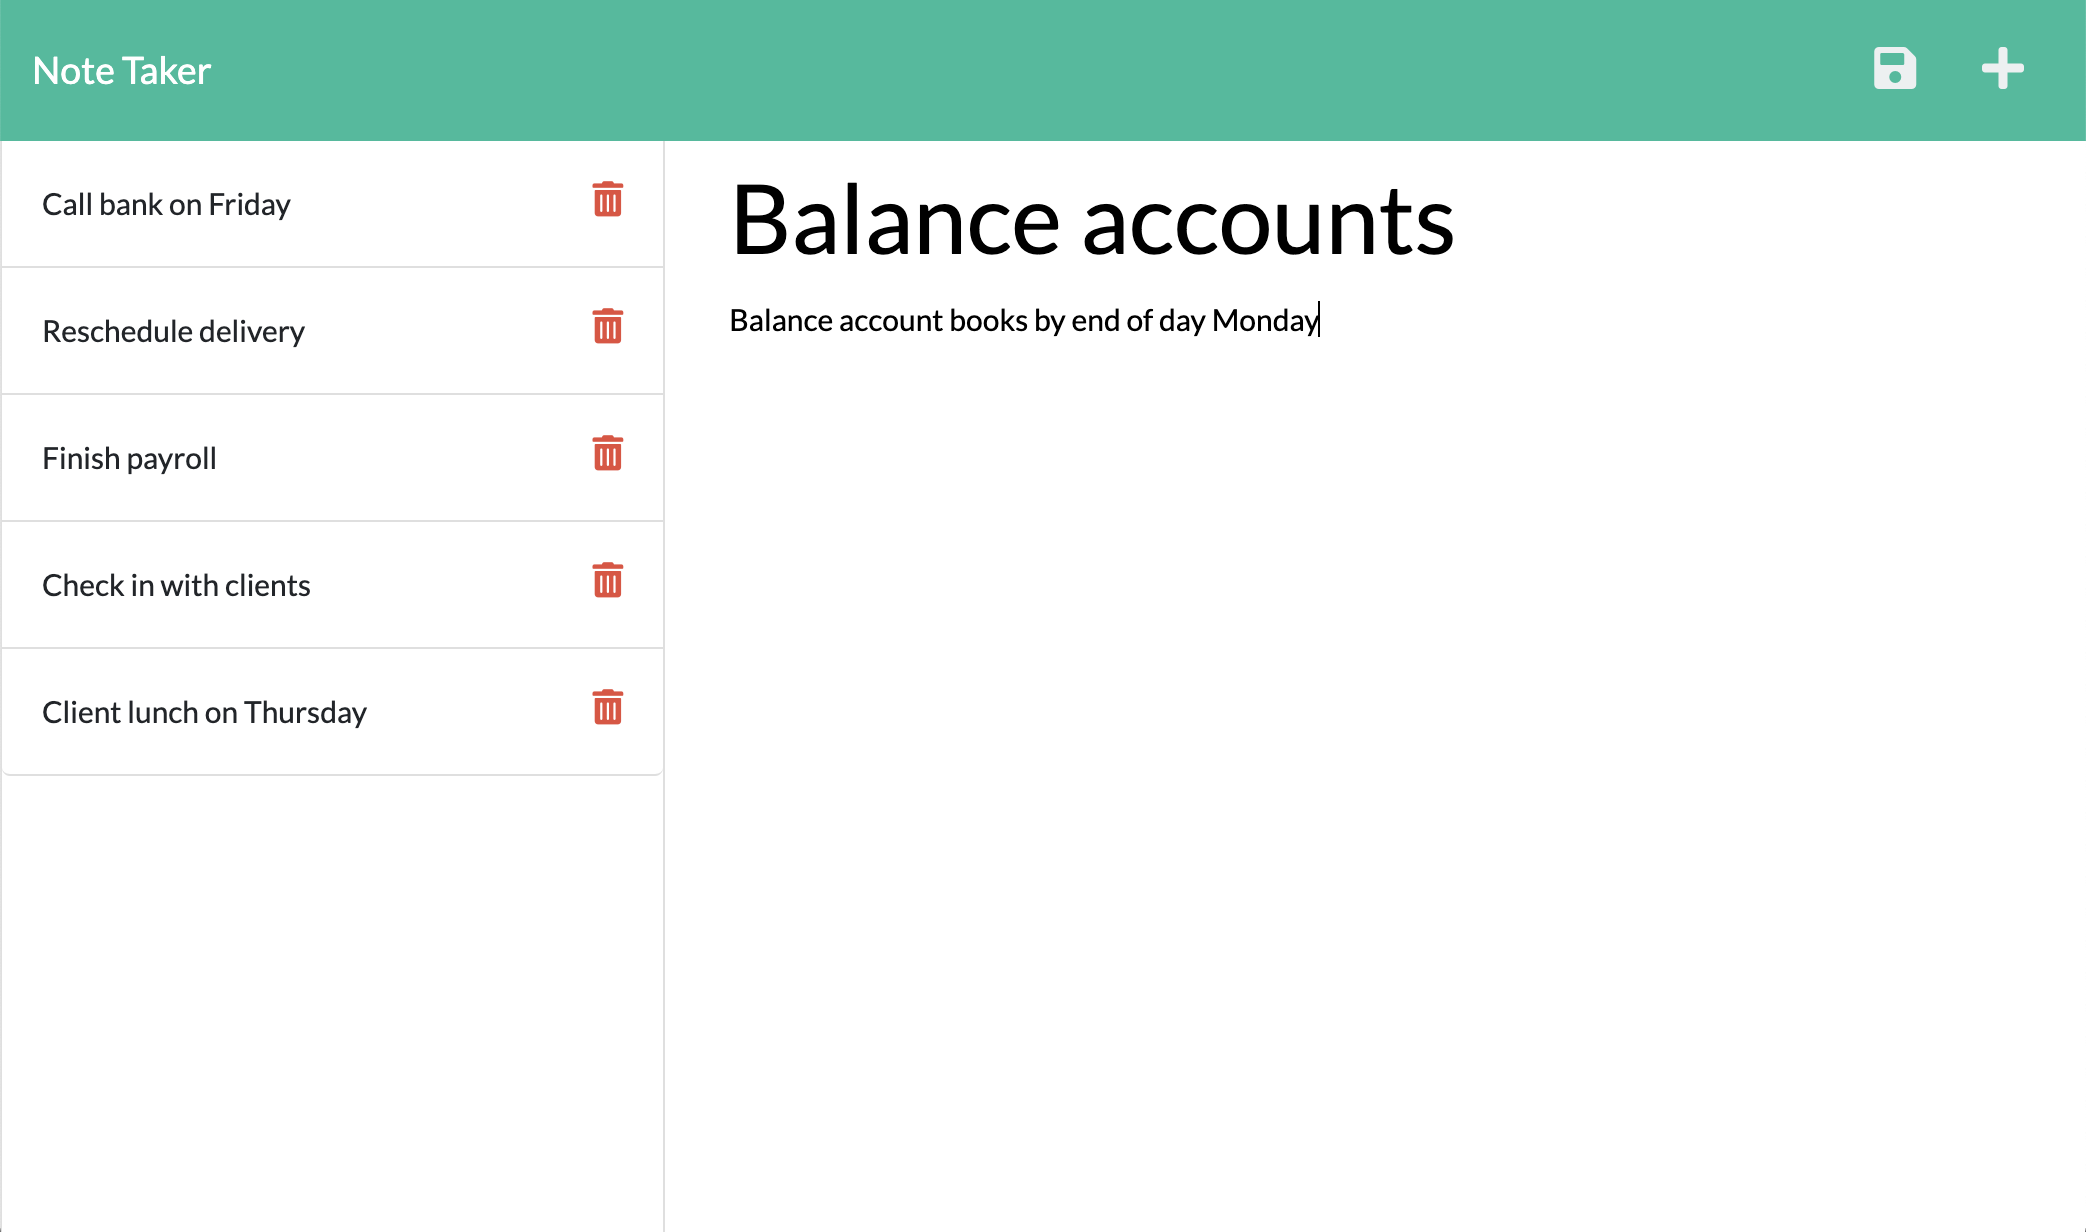 Note Taker
Call bank on Friday
Reschedule delivery
Finish payroll
Check in with clients
Client lunch on Thursday
Balance accounts
Balance account books by end of day Monday